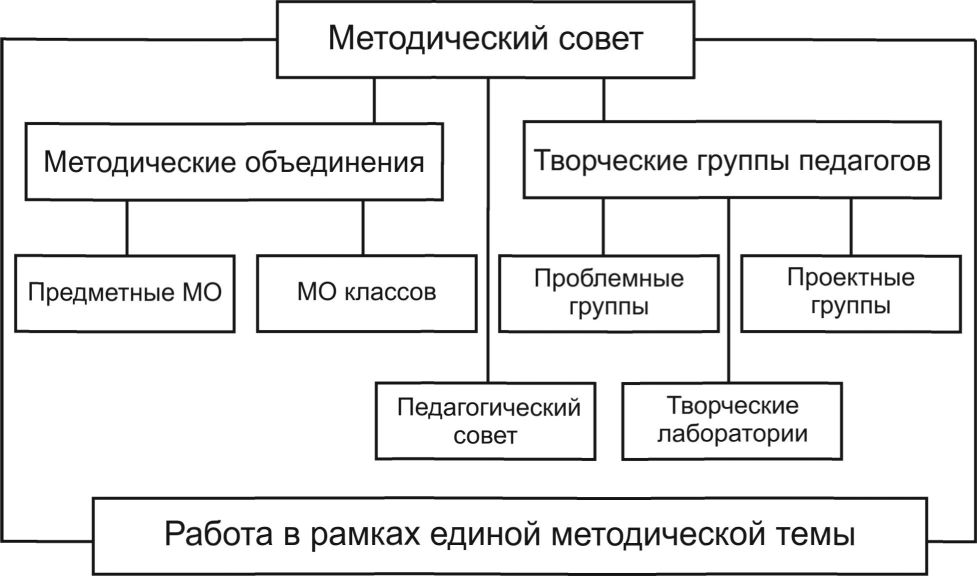 Методический совет
Методические объединения
Творческие группы педагогов
Предметные МО
МО классов
Проблемные
группы
Проектные
группы
Педагогический
совет
Творческие
лаборатории
Работа в рамках единой методической темы